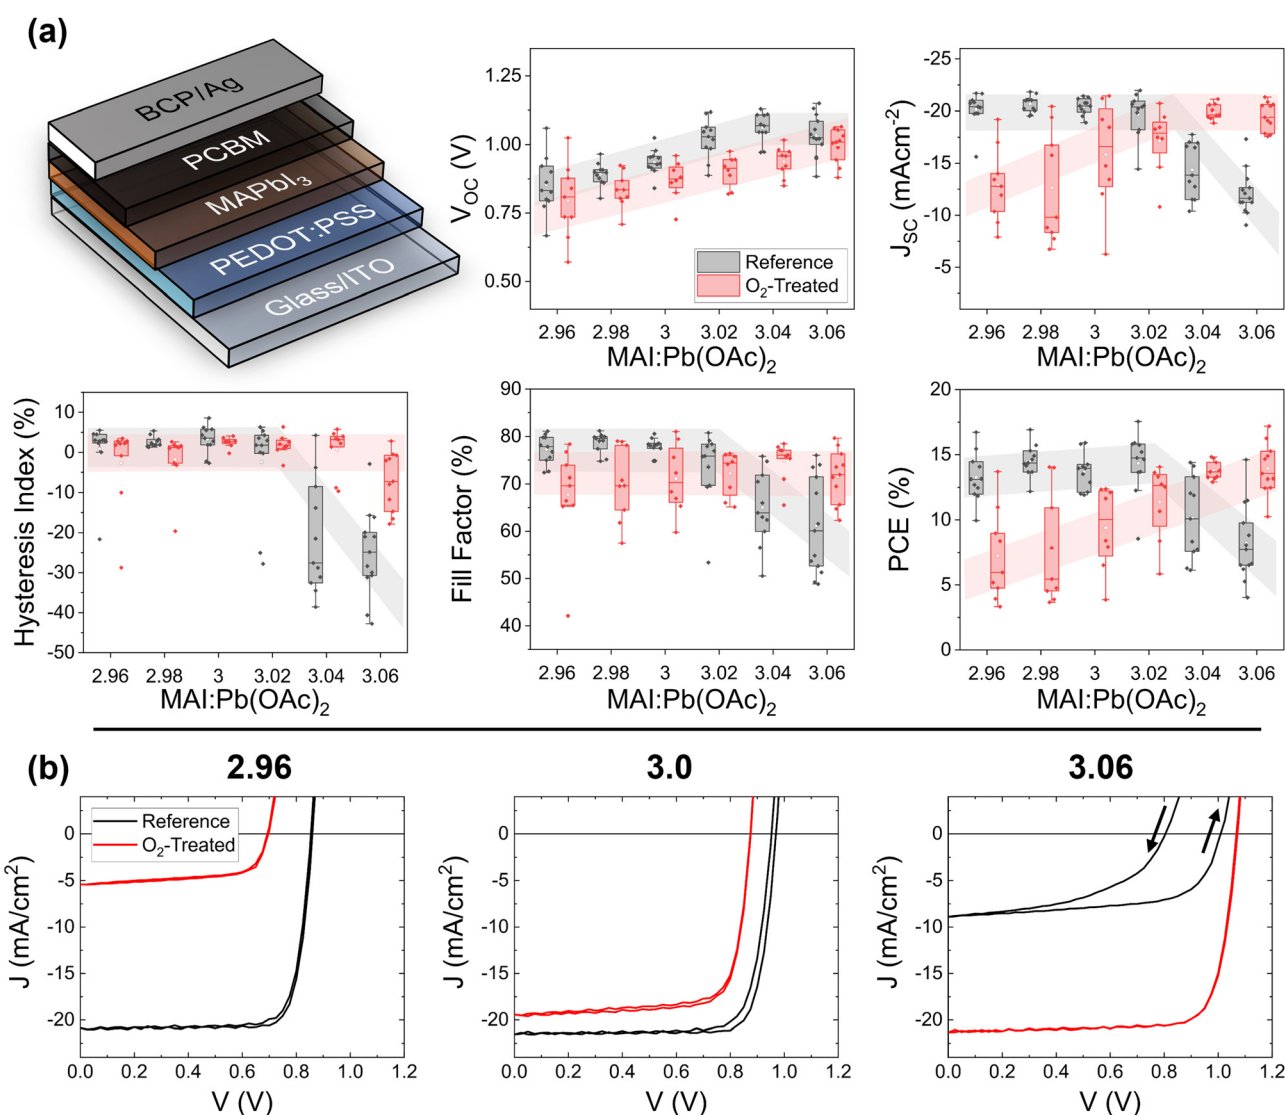 (a)
BCP/Ag
PCBM
MAPbI3
PEDOT:PSS
Glass/ITO
VOC (V)
1.25
1.00
0.75
0.50
Reference
O2-Treated
2.96 2.98 3 3.02 3.04 3.06
MAI:Pb(OAc)2
JSC (mAcm-2)
-25
-20
-15
-10
-5
2.96 2.98 3 3.02 3.04 3.06
MAI:Pb(OAc)2
Hysteresis Index (%)
10
0
-10
-20
-30
-40
-50
2.96 2.98 3 3.02 3.04 3.06
MAI:Pb(OAc)2
Fill Factor (%)
90
80
70
60
50
40
2.96 2.98 3 3.02 3.04 3.06
MAI:Pb(OAc)2
PCE (%)
20
15
10
5
0
2.96 2.98 3 3.02 3.04 3.06
MAI:Pb(OAc)2
(b)
2.96
J (mA/cm2)
0
-5
-10
-15
-20
Reference
O2-Treated
0.0 0.2 0.4 0.6 0.8 1.0 1.2
V (V)
3.0
J (mA/cm2)
0
-5
-10
-15
-20
0.0 0.2 0.4 0.6 0.8 1.0 1.2
V (V)
3.06
J (mA/cm2)
0
-5
-10
-15
-20
0.0 0.2 0.4 0.6 0.8 1.0 1.2
V (V)